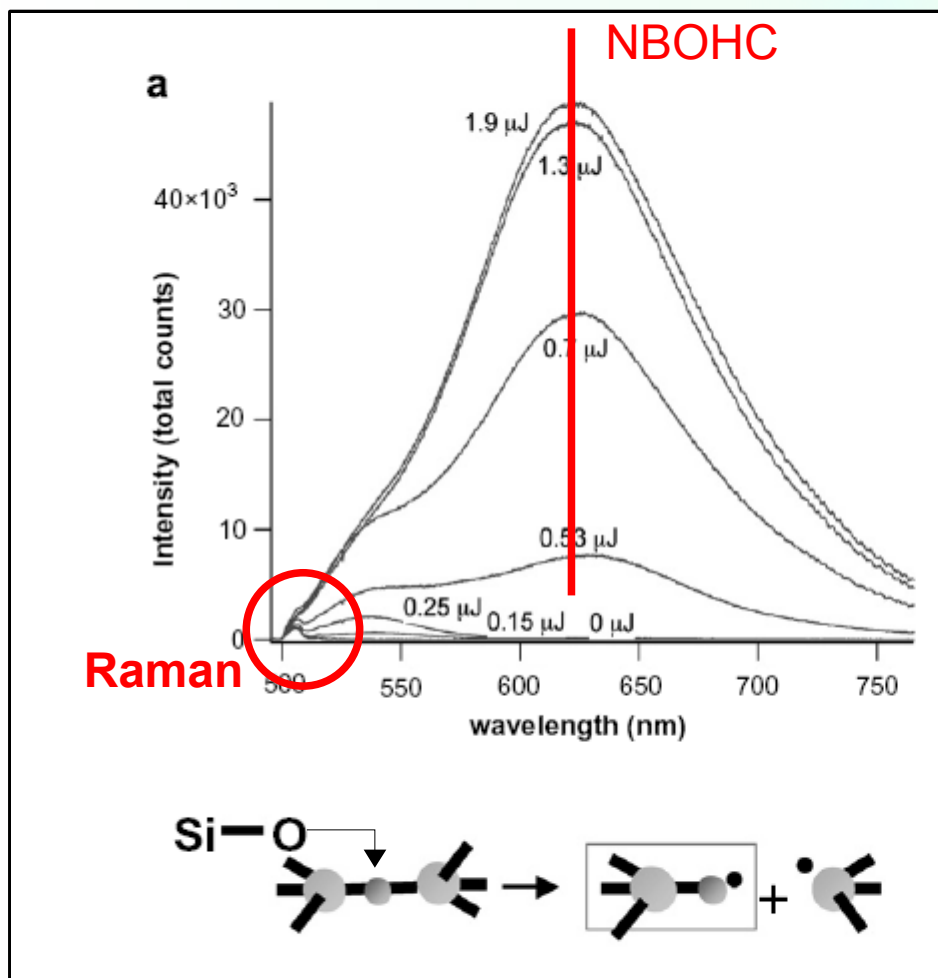 NBOHC
a
1.9 μJ
1.3 μJ
40×10³
30
0.7 μJ
20
10
0.53 μJ
0.25 μJ
0.15 μJ 0 μJ
0
Intensity (total counts)
Raman
500 550 600 650 700 750
wavelength (nm)
Si O
+